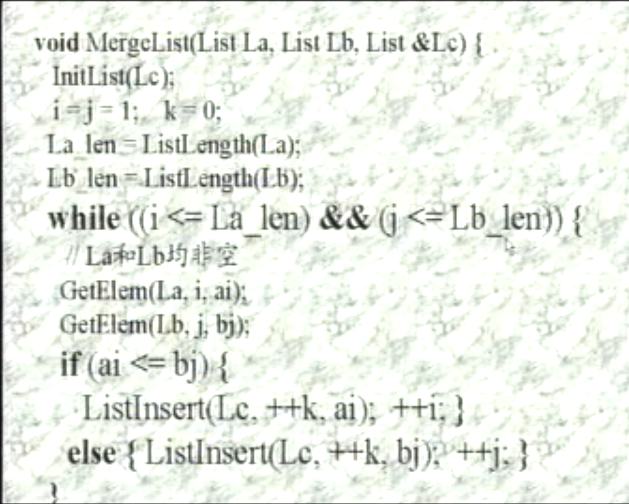 void MergeList(List La, List Lb, List &Lc) {
InitList(Lc);
i = j = 1; k = 0;
La_len = ListLength(La);
Lb_len = ListLength(Lb);
while ((i <= La_len) && (j <= Lb_len)) {
// La和Lb均非空
GetElem(La, i, ai);
GetElem(Lb, j, bj);
if (ai <= bj) {
ListInsert(Lc, ++k, ai); ++i; }
else { ListInsert(Lc, ++k, bj); ++j; }
}